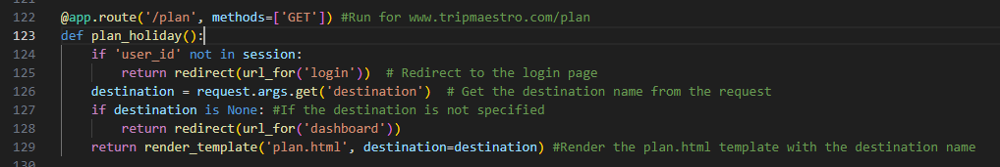 122 @app.route('/plan', methods=['GET']) #Run for www.tripmaestro.com/plan
123 def plan_holiday():
124     if 'user_id' not in session:
125         return redirect(url_for('login'))  # Redirect to the login page
126     destination = request.args.get('destination')  # Get the destination name from the request
127     if destination is None: #If the destination is not specified
128         return redirect(url_for('dashboard'))
129     return render_template('plan.html', destination=destination) #Render the plan.html template with the destination name
130